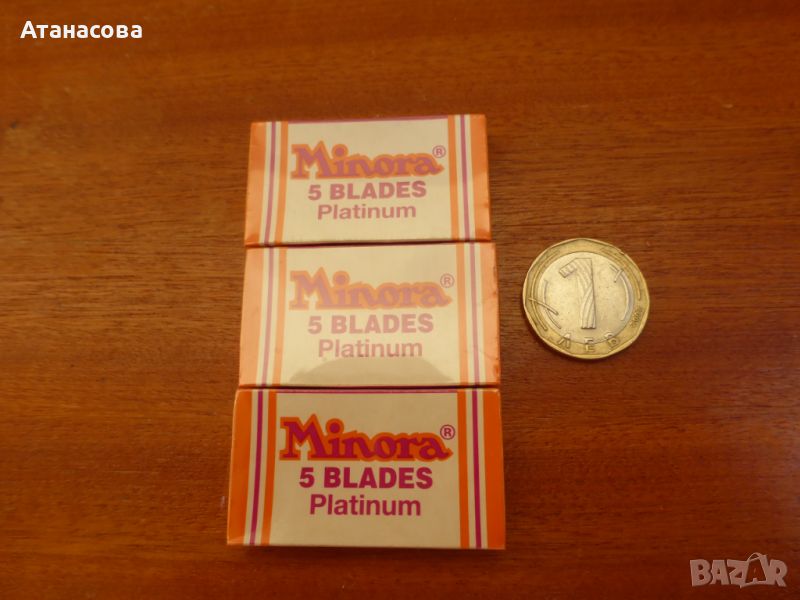 Атанасова
Minora®
5 BLADES
Platinum
Minora®
5 BLADES
Platinum
Minora®
5 BLADES
Platinum
1
ЛЕВ
BAZAR